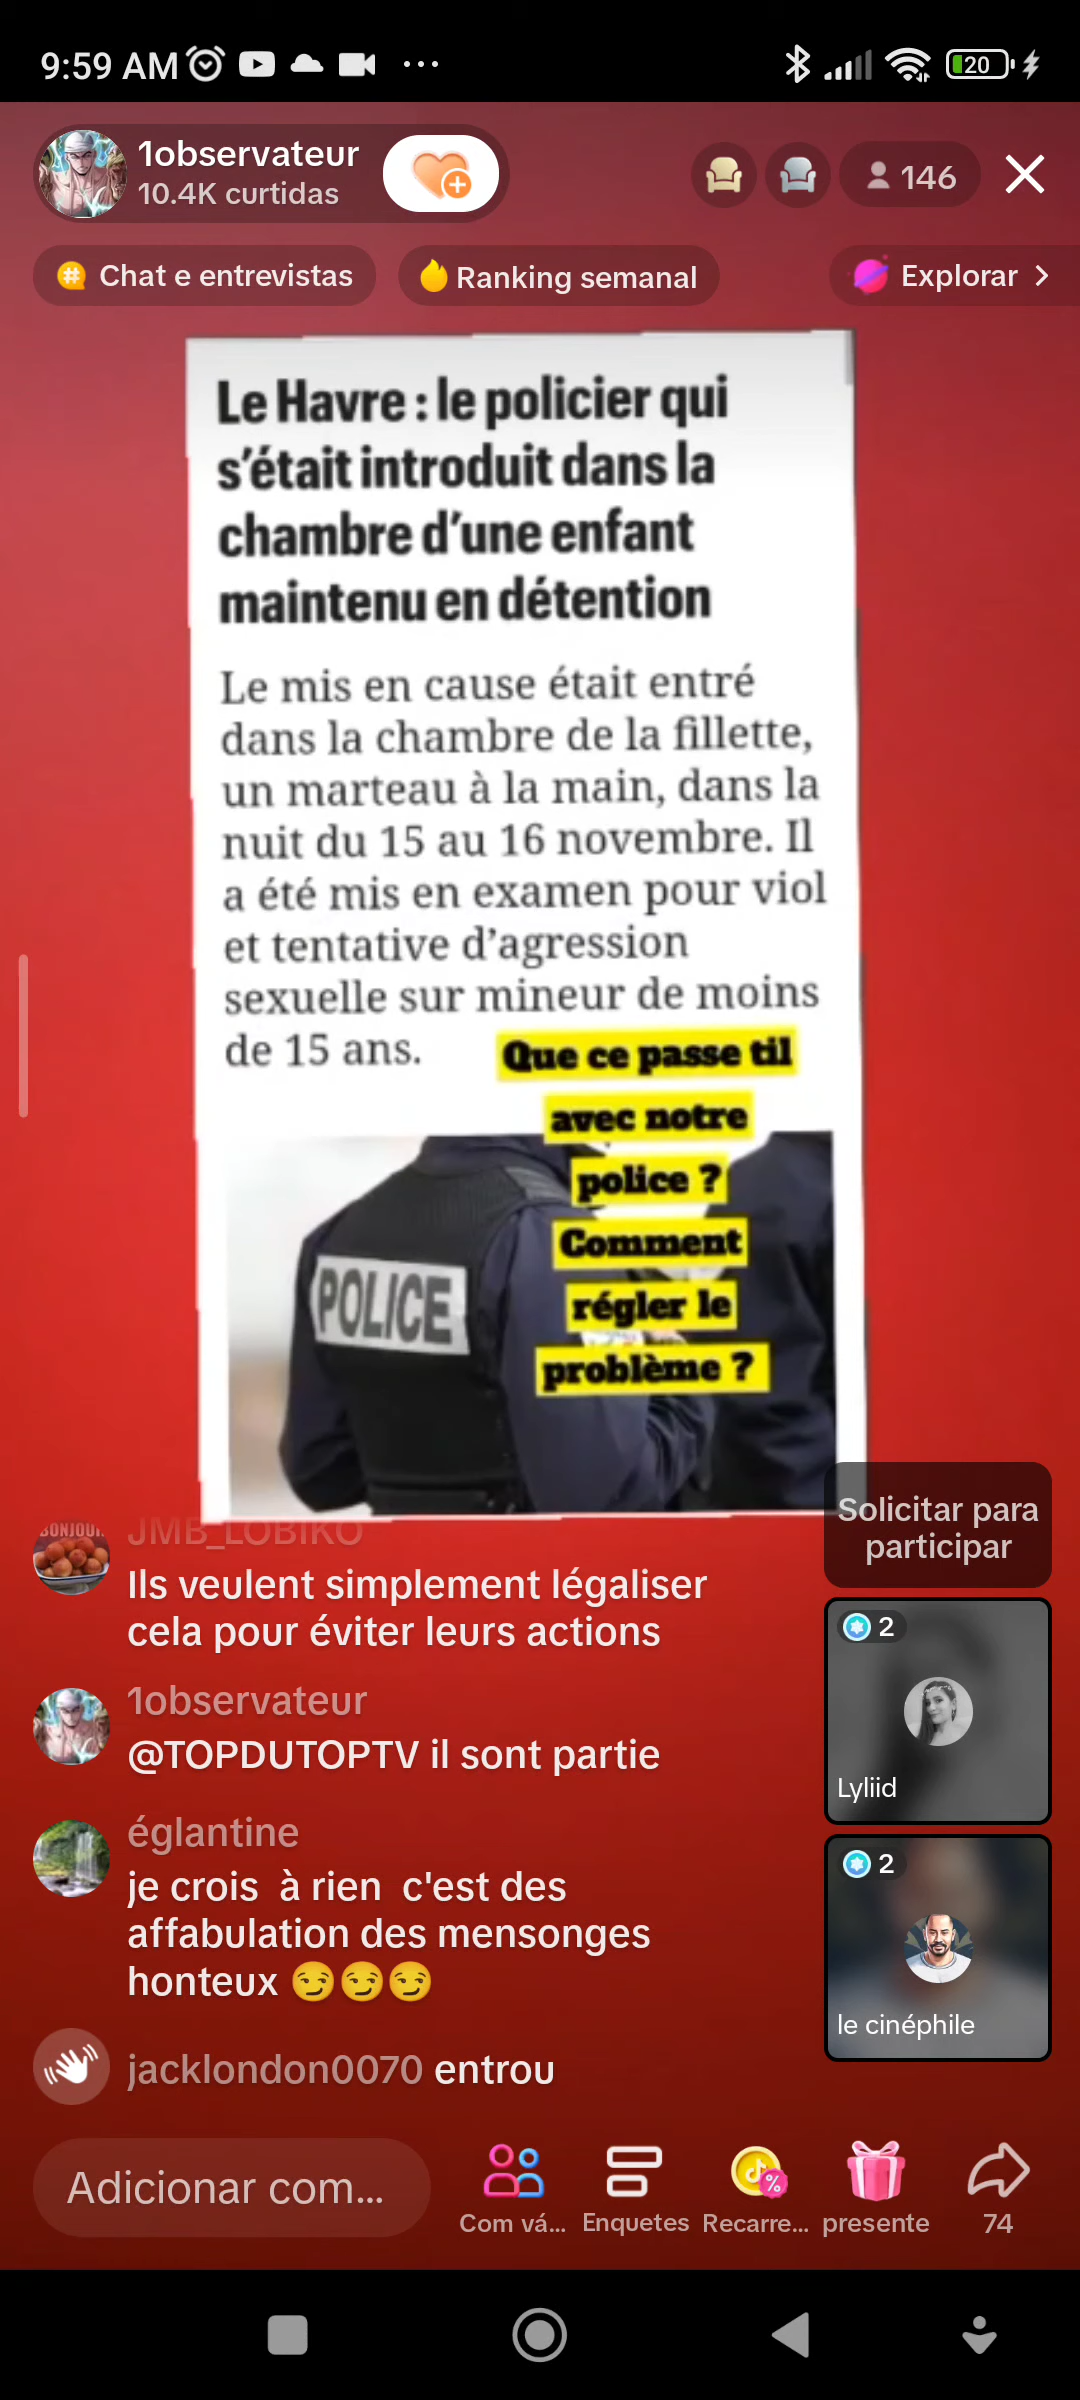 9:59 AM
20
1observateur
10.4K curtidas
146
Chat e entrevistas
Ranking semanal
Explorar
Le Havre : le policier qui
s'était introduit dans la
chambre d'une enfant
maintenu en détention
Le mis en cause était entré
dans la chambre de la fillette,
un marteau à la main, dans la
nuit du 15 au 16 novembre. Il
a été mis en examen pour viol
et tentative d'agression
sexuelle sur mineur de moins
de 15 ans.
Que ce passe til
avec notre
police ?
Comment
régler le
problème ?
POLICE
Solicitar para
participar
BONJOUR
JMB_LOBIKO
Ils veulent simplement légaliser
cela pour éviter leurs actions
1observateur
@TOPDUTOPTV il sont partie
églantine
je crois  à rien  c'est des
affabulation des mensonges
honteux 😏😏😏
jacklondon0070 entrou
2
Lyliid
2
le cinéphile
Adicionar com...
Com vá...
Enquetes
Recarre...
presente
74